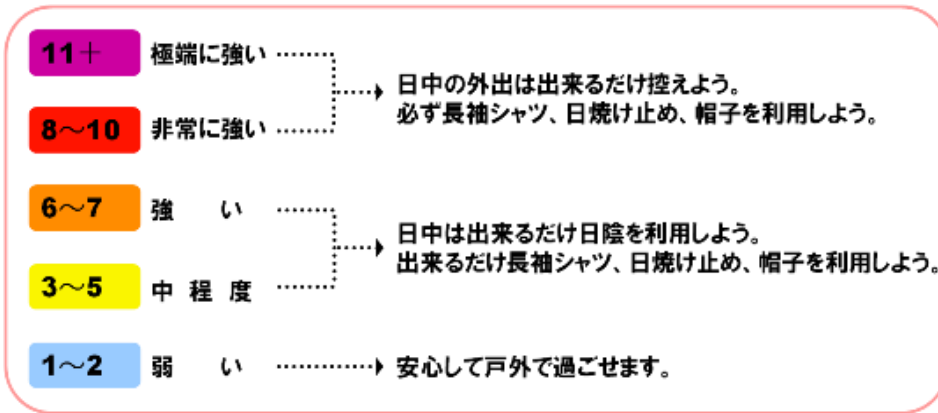 11＋ 極端に強い
日中の外出は出来るだけ控えよう。
必ず長袖シャツ、日焼け止め、帽子を利用しよう。
8〜10 非常に強い
6〜7 強　い
日中は出来るだけ日陰を利用しよう。
出来るだけ長袖シャツ、日焼け止め、帽子を利用しよう。
3〜5 中 程 度
1〜2 弱　い
安心して戸外で過ごせます。